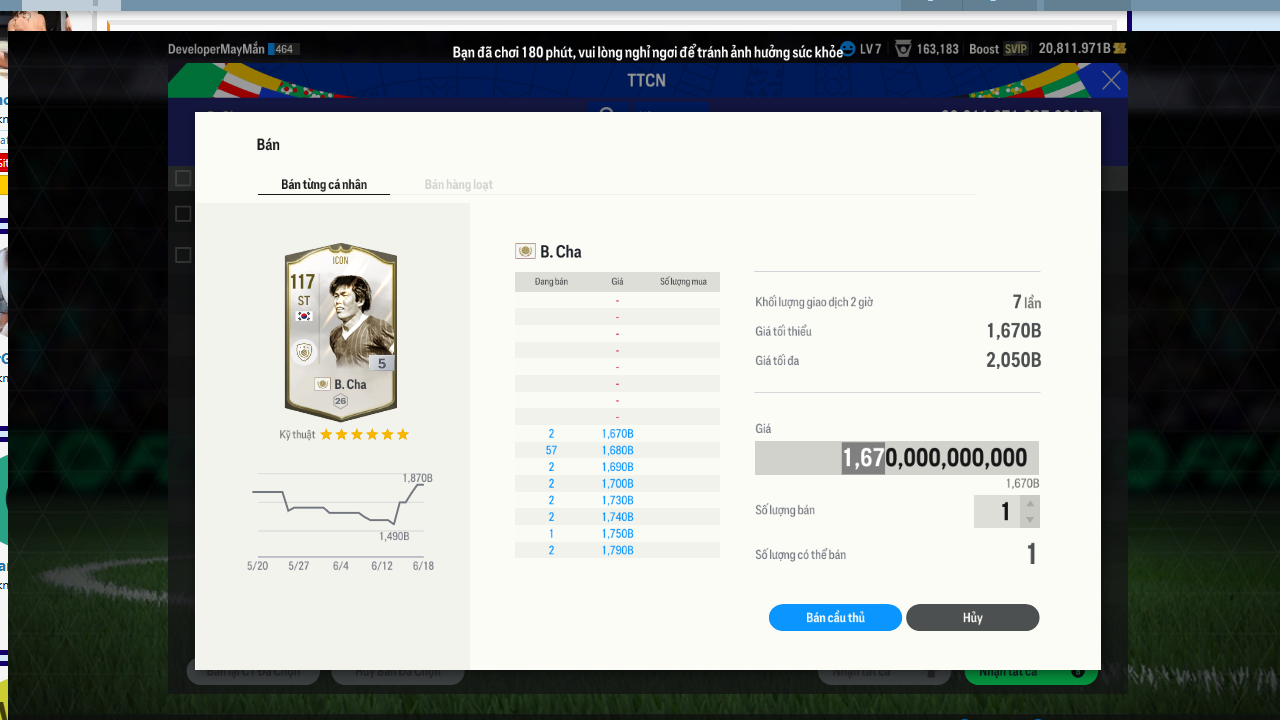 DeveloperMayMắn 464
Bạn đã chơi 180 phút, vui lòng nghỉ ngơi để tránh ảnh hưởng sức khỏe
LV 7 163,183 Boost SVIP 20,811.971B
TTCN
Bán
Bán từng cá nhân
Bán hàng loạt
ICON
117
ST
5
B. Cha
26
Kỹ thuật
1,870B
1,490B
5/20 5/27 6/4 6/12 6/18
B. Cha
Đang bán Giá Số lượng mua
-
-
-
-
-
-
-
-
2 1,670B
57 1,680B
2 1,690B
2 1,700B
2 1,730B
2 1,740B
1 1,750B
2 1,790B
Khối lượng giao dịch 2 giờ 7 lần
Giá tối thiểu 1,670B
Giá tối đa 2,050B
Giá
1,670,000,000,000
1,670B
Số lượng bán 1
Số lượng có thể bán 1
Bán cầu thủ
Hủy
Nhận tất cả
Nhận tất cả